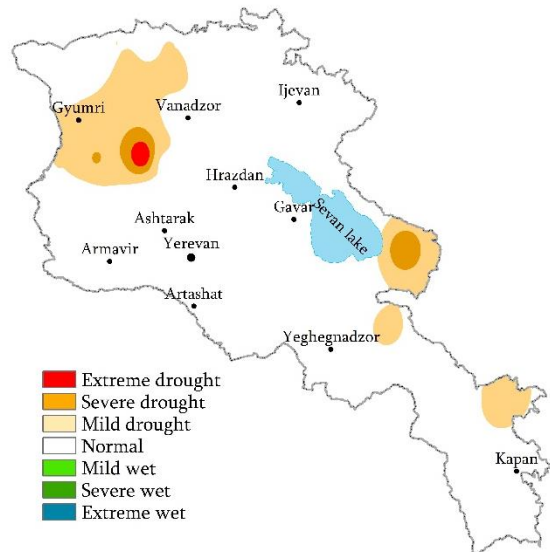 Ijevan
Gyumri
Vanadzor
Hrazdan
Gavar
Sevan lake
Ashtarak
Yerevan
Armavir
Artashat
Yeghegnadzor
Kapan
Extreme drought
Severe drought
Mild drought
Normal
Mild wet
Severe wet
Extreme wet